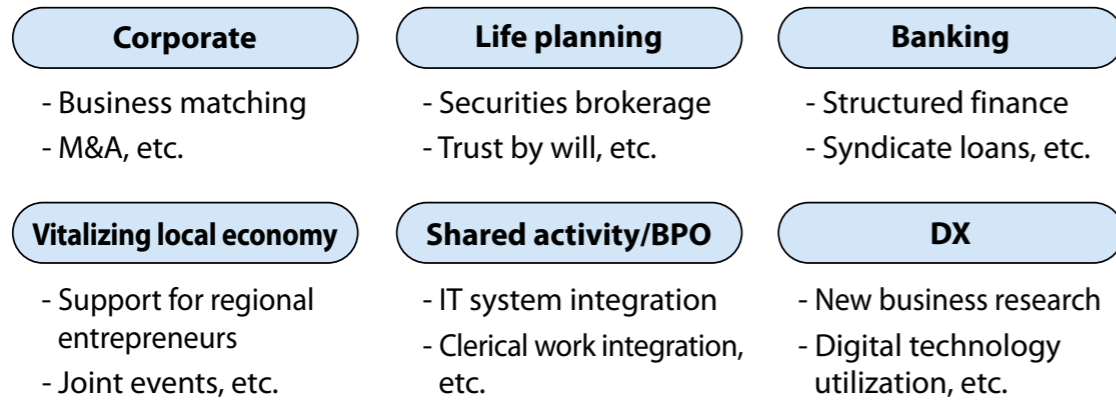 Corporate
- Business matching
- M&A, etc.
Life planning
- Securities brokerage
- Trust by will, etc.
Banking
- Structured finance
- Syndicate loans, etc.
Vitalizing local economy
- Support for regional
entrepreneurs
- Joint events, etc.
Shared activity/BPO
- IT system integration
- Clerical work integration,
etc.
DX
- New business research
- Digital technology
utilization, etc.